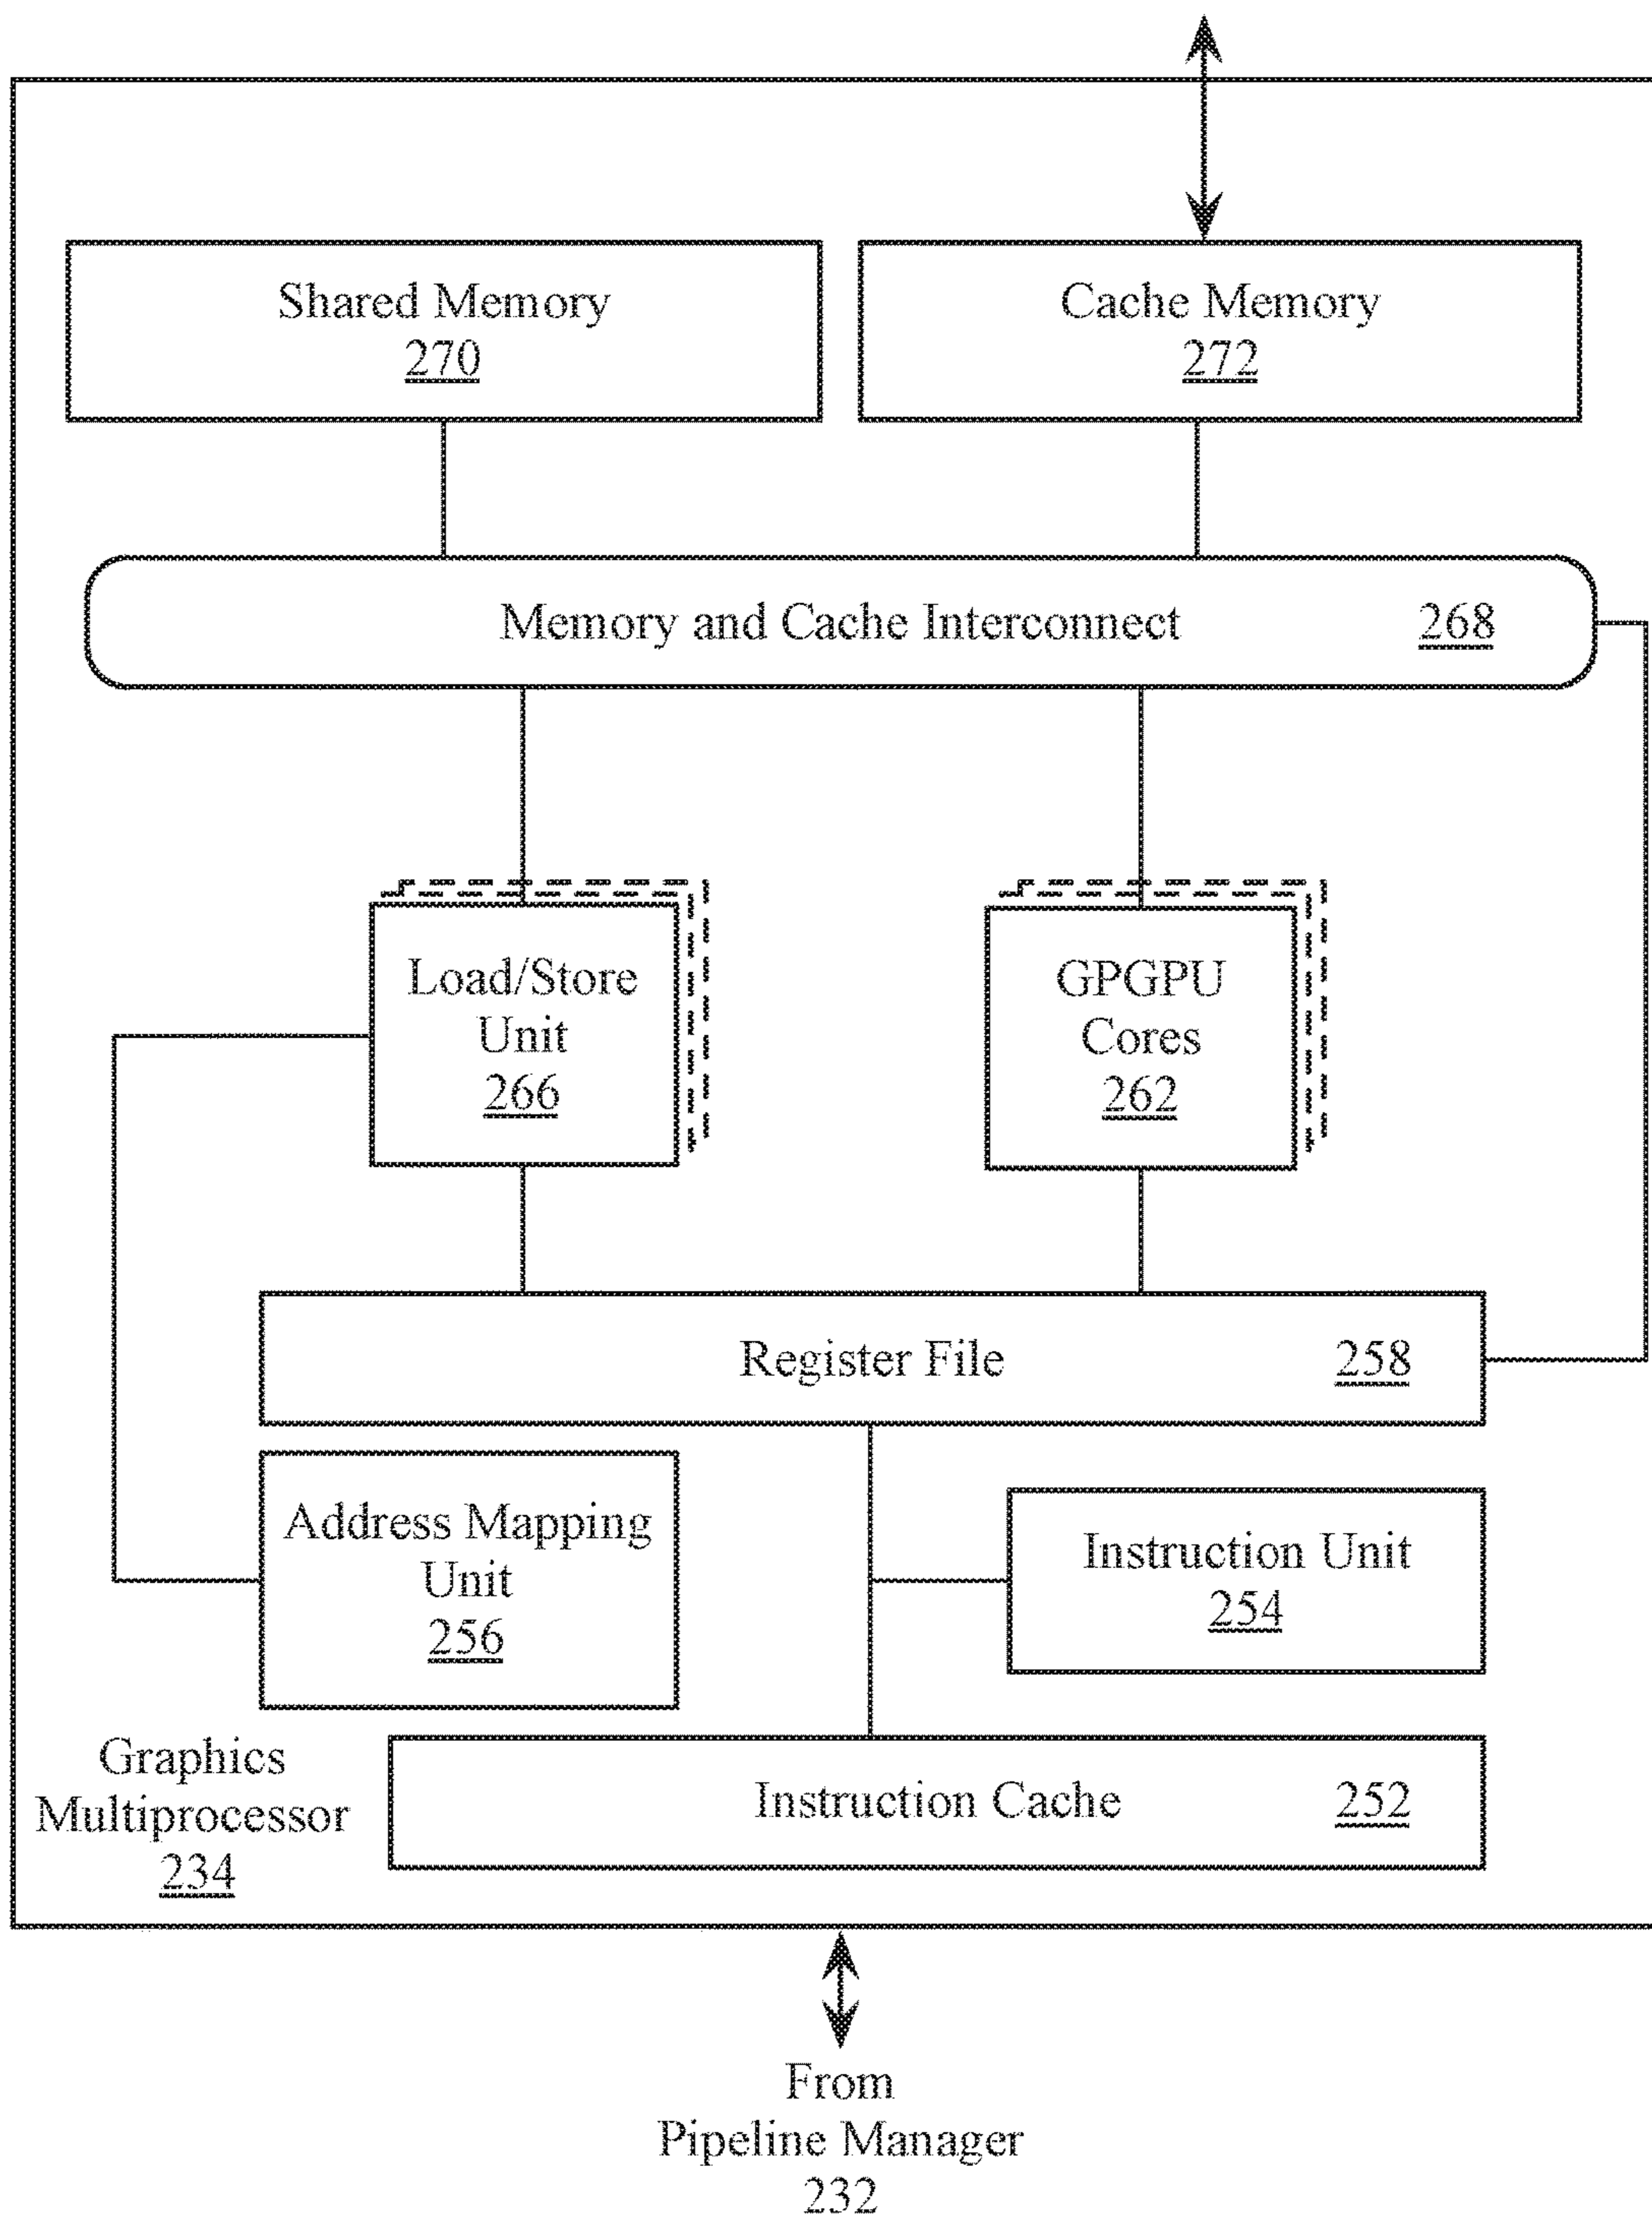 Shared Memory
270
Cache Memory
272
Memory and Cache Interconnect 268
Load/Store
Unit
266
GPGPU
Cores
262
Register File 258
Address Mapping
Unit
256
Instruction Unit
254
Graphics
Multiprocessor
234
Instruction Cache 252
From
Pipeline Manager
232